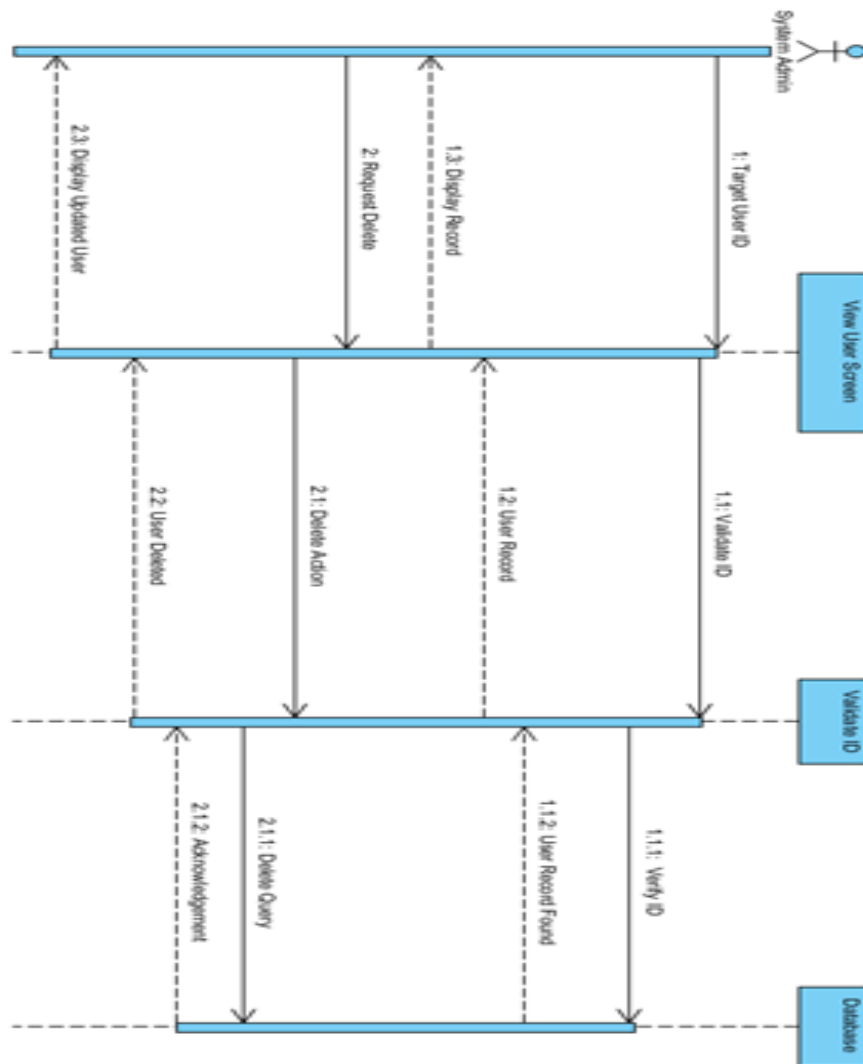 System Admin
View User Screen
Validate ID
Database
1: Target User ID
1.1: Validate ID
1.1.1: Verify ID
1.1.2: User Record Found
1.2: User Record
1.3: Display Record
2: Request Delete
2.1: Delete Action
2.1.1: Delete Query
2.1.2: Acknowledgement
2.2: User Deleted
2.3: Display Updated User